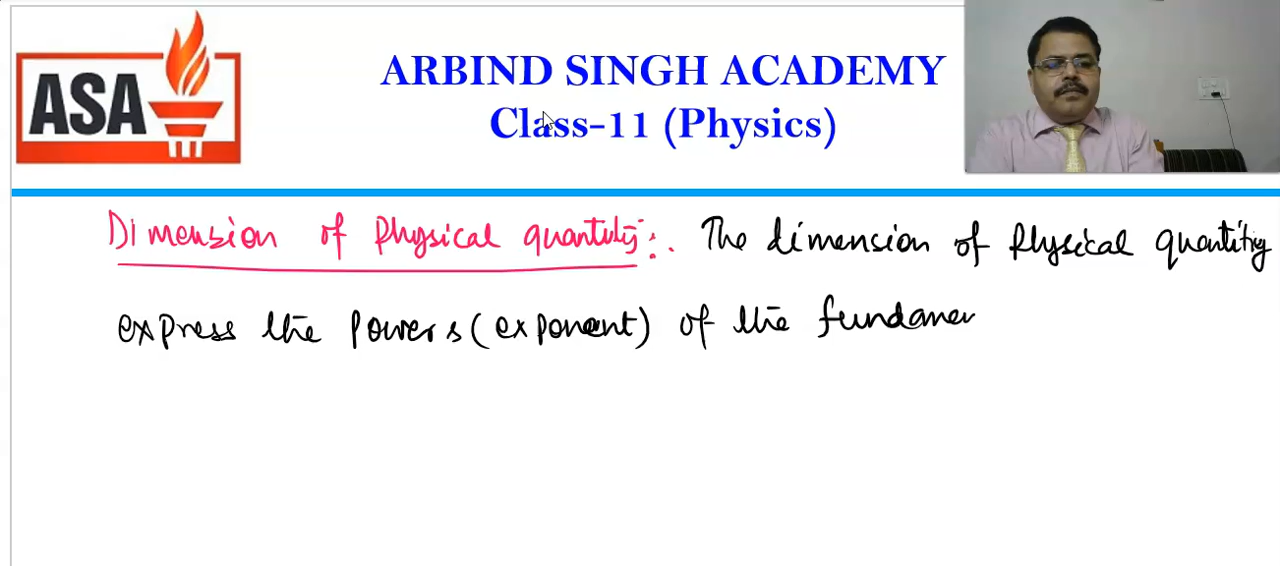 ASA
ARBIND SINGH ACADEMY
Class-11 (Physics)
Dimension of Physical quantity:. The dimension of Physical quantity
express the Powers (exponent) of the fundamen